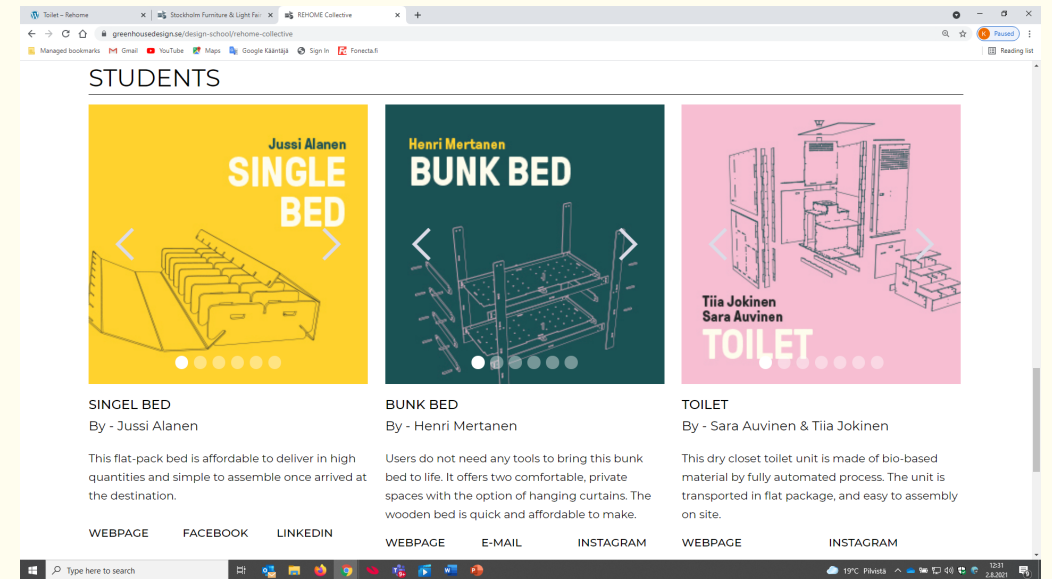 Toilet – Rehome
Stockholm Furniture & Light Fair
REHOME Collective
greenhousedesign.se/design-school/rehome-collective
K Paused
Managed bookmarks
Gmail
YouTube
Maps
Google Kääntäjä
Sign In
Fonecta.fi
Reading list
STUDENTS
Jussi Alanen
SINGLE
BED
Henri Mertanen
BUNK BED
Tiia Jokinen
Sara Auvinen
TOILET
SINGEL BED
By - Jussi Alanen
This flat-pack bed is affordable to deliver in high
quantities and simple to assemble once arrived at
the destination.
WEBPAGE FACEBOOK LINKEDIN
BUNK BED
By - Henri Mertanen
Users do not need any tools to bring this bunk
bed to life. It offers two comfortable, private
spaces with the option of hanging curtains. The
wooden bed is quick and affordable to make.
WEBPAGE E-MAIL INSTAGRAM
TOILET
By - Sara Auvinen & Tiia Jokinen
This dry closet toilet unit is made of bio-based
material by fully automated process. The unit is
transported in flat package, and easy to assembly
on site.
WEBPAGE INSTAGRAM
Type here to search
19°C Pilvistä
12:31
2.8.2021